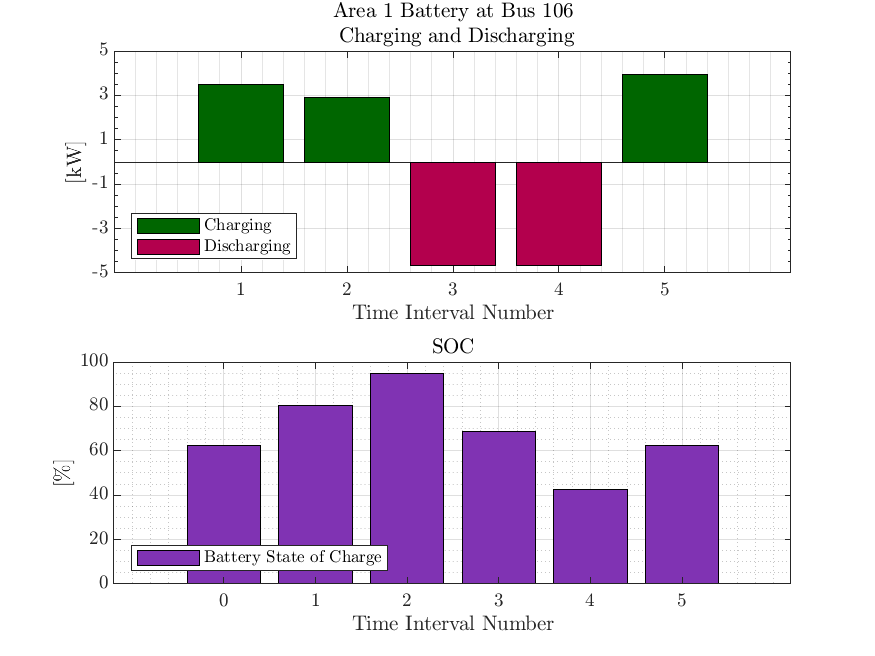 Area 1 Battery at Bus 106
Charging and Discharging
5
3
1
-1
-3
-5
[kW]
Charging
Discharging
1 2 3 4 5
Time Interval Number
SOC
100
80
60
40
20
0
[%]
Battery State of Charge
0 1 2 3 4 5
Time Interval Number